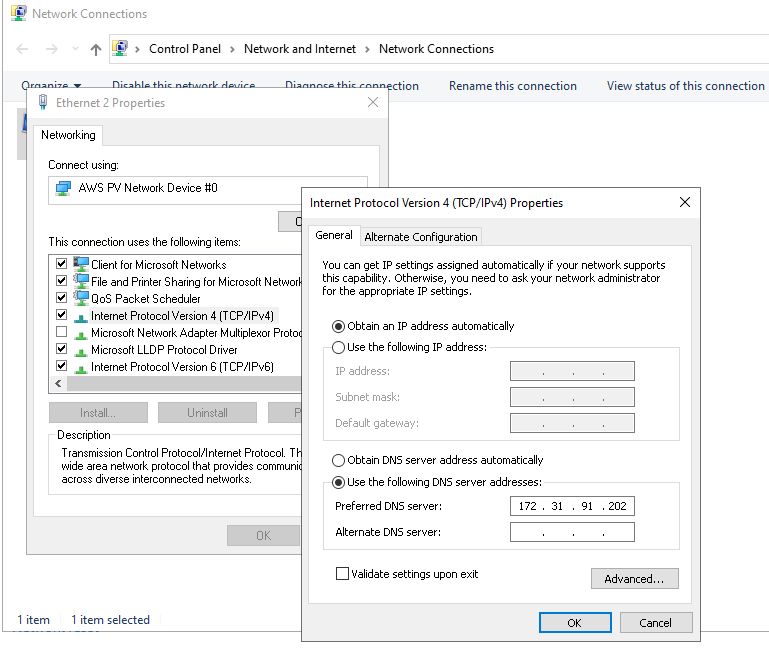 Network Connections
Control Panel > Network and Internet > Network Connections
Organize Disable this network device Diagnose this connection Rename this connection View status of this connection
Ethernet 2 Properties
Networking
Connect using:
AWS PV Network Device #0
This connection uses the following items:
Client for Microsoft Networks
File and Printer Sharing for Microsoft Network
QoS Packet Scheduler
Internet Protocol Version 4 (TCP/IPv4)
Microsoft Network Adapter Multiplexor Protoc
Microsoft LLDP Protocol Driver
Internet Protocol Version 6 (TCP/IPv6)
Install...
Uninstall
P
Description
Transmission Control Protocol/Internet Protocol. Th
wide area network protocol that provides communic
across diverse interconnected networks.
OK
Internet Protocol Version 4 (TCP/IPv4) Properties
General
Alternate Configuration
You can get IP settings assigned automatically if your network supports
this capability. Otherwise, you need to ask your network administrator
for the appropriate IP settings.
Obtain an IP address automatically
Use the following IP address:
IP address:
Subnet mask:
Default gateway:
Obtain DNS server address automatically
Use the following DNS server addresses:
Preferred DNS server: 172 . 31 . 91 . 202
Alternate DNS server:
Validate settings upon exit
Advanced...
OK
Cancel
1 item
1 item selected